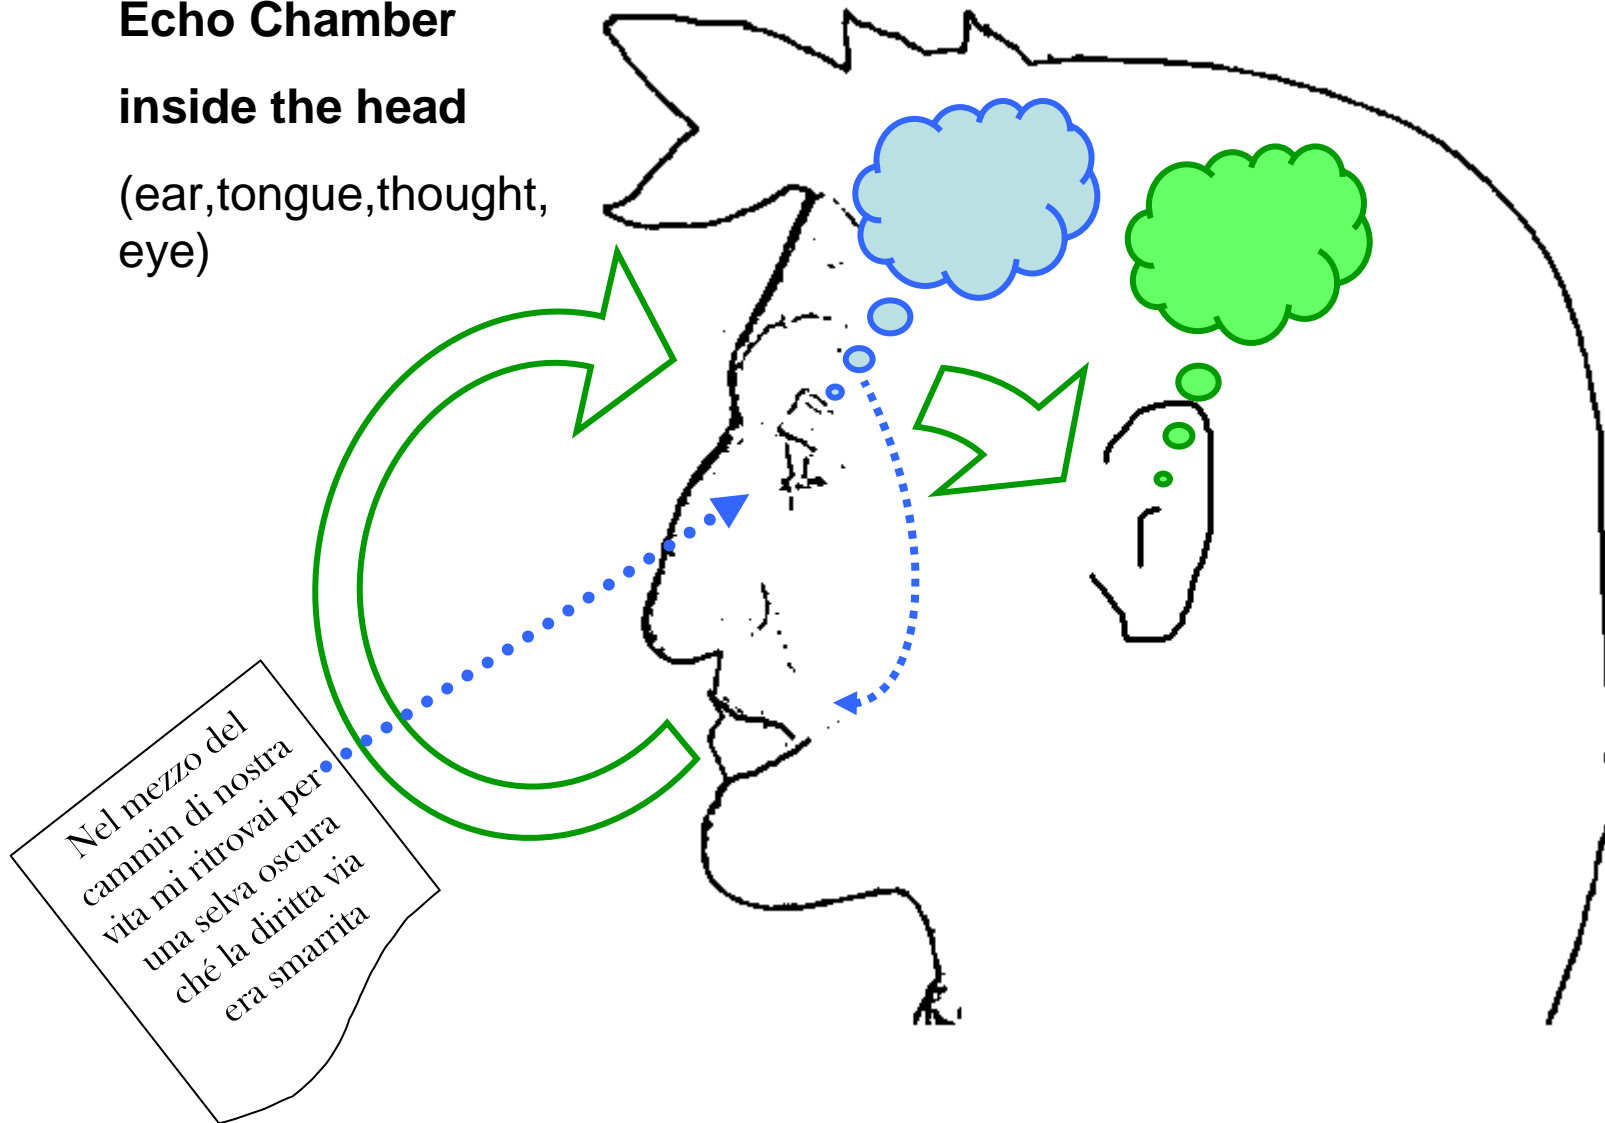 Echo Chamber
inside the head
(ear,tongue,thought,
eye)
Nel mezzo del
cammin di nostra
vita mi ritrovai per
una selva oscura
ché la diritta via
era smarrita